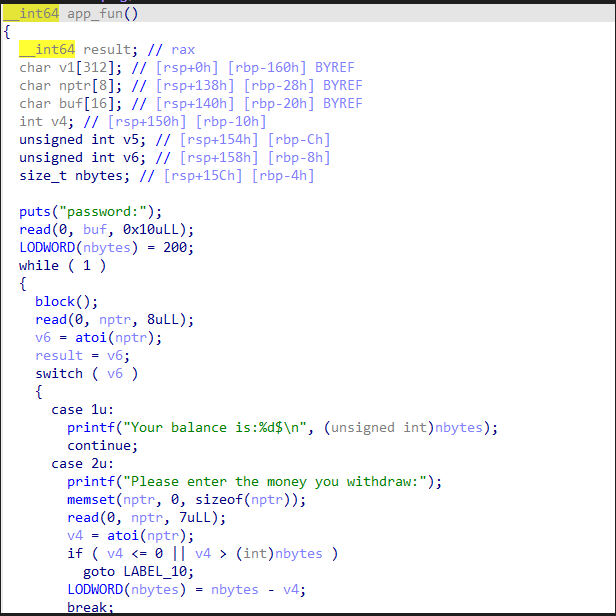 __int64 app_fun()
{
  __int64 result; // rax
  char v1[312]; // [rsp+0h] [rbp-160h] BYREF
  char nptr[8]; // [rsp+138h] [rbp-28h] BYREF
  char buf[16]; // [rsp+140h] [rbp-20h] BYREF
  int v4; // [rsp+150h] [rbp-10h]
  unsigned int v5; // [rsp+154h] [rbp-Ch]
  unsigned int v6; // [rsp+158h] [rbp-8h]
  size_t nbytes; // [rsp+15Ch] [rbp-4h]

  puts("password:");
  read(0, buf, 0x10uLL);
  LODWORD(nbytes) = 200;
  while ( 1 )
  {
    block();
    read(0, nptr, 8uLL);
    v6 = atoi(nptr);
    result = v6;
    switch ( v6 )
    {
      case 1u:
        printf("Your balance is:%d$\n", (unsigned int)nbytes);
        continue;
      case 2u:
        printf("Please enter the money you withdraw:");
        memset(nptr, 0, sizeof(nptr));
        read(0, nptr, 7uLL);
        v4 = atoi(nptr);
        if ( v4 <= 0 || v4 > (int)nbytes )
          goto LABEL_10;
        LODWORD(nbytes) = nbytes - v4;
        break;